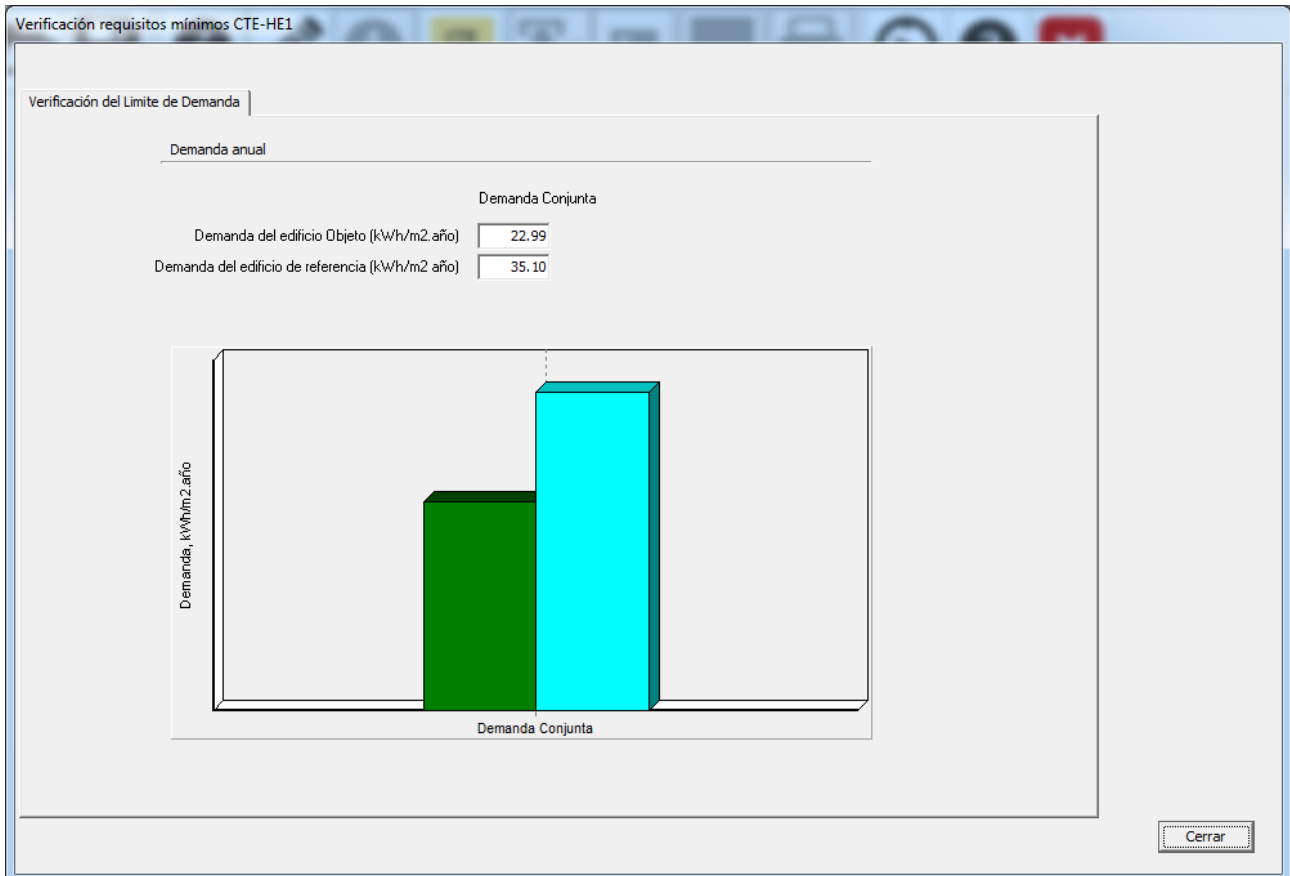 Verificación requisitos mínimos CTE-HE1
Verificación del Limite de Demanda
Demanda anual
Demanda Conjunta
Demanda del edificio Objeto (kWh/m2.año) 22.99
Demanda del edificio de referencia (kWh/m2 año) 35.10
Demanda, kWh/m2.año
Demanda Conjunta
Cerrar